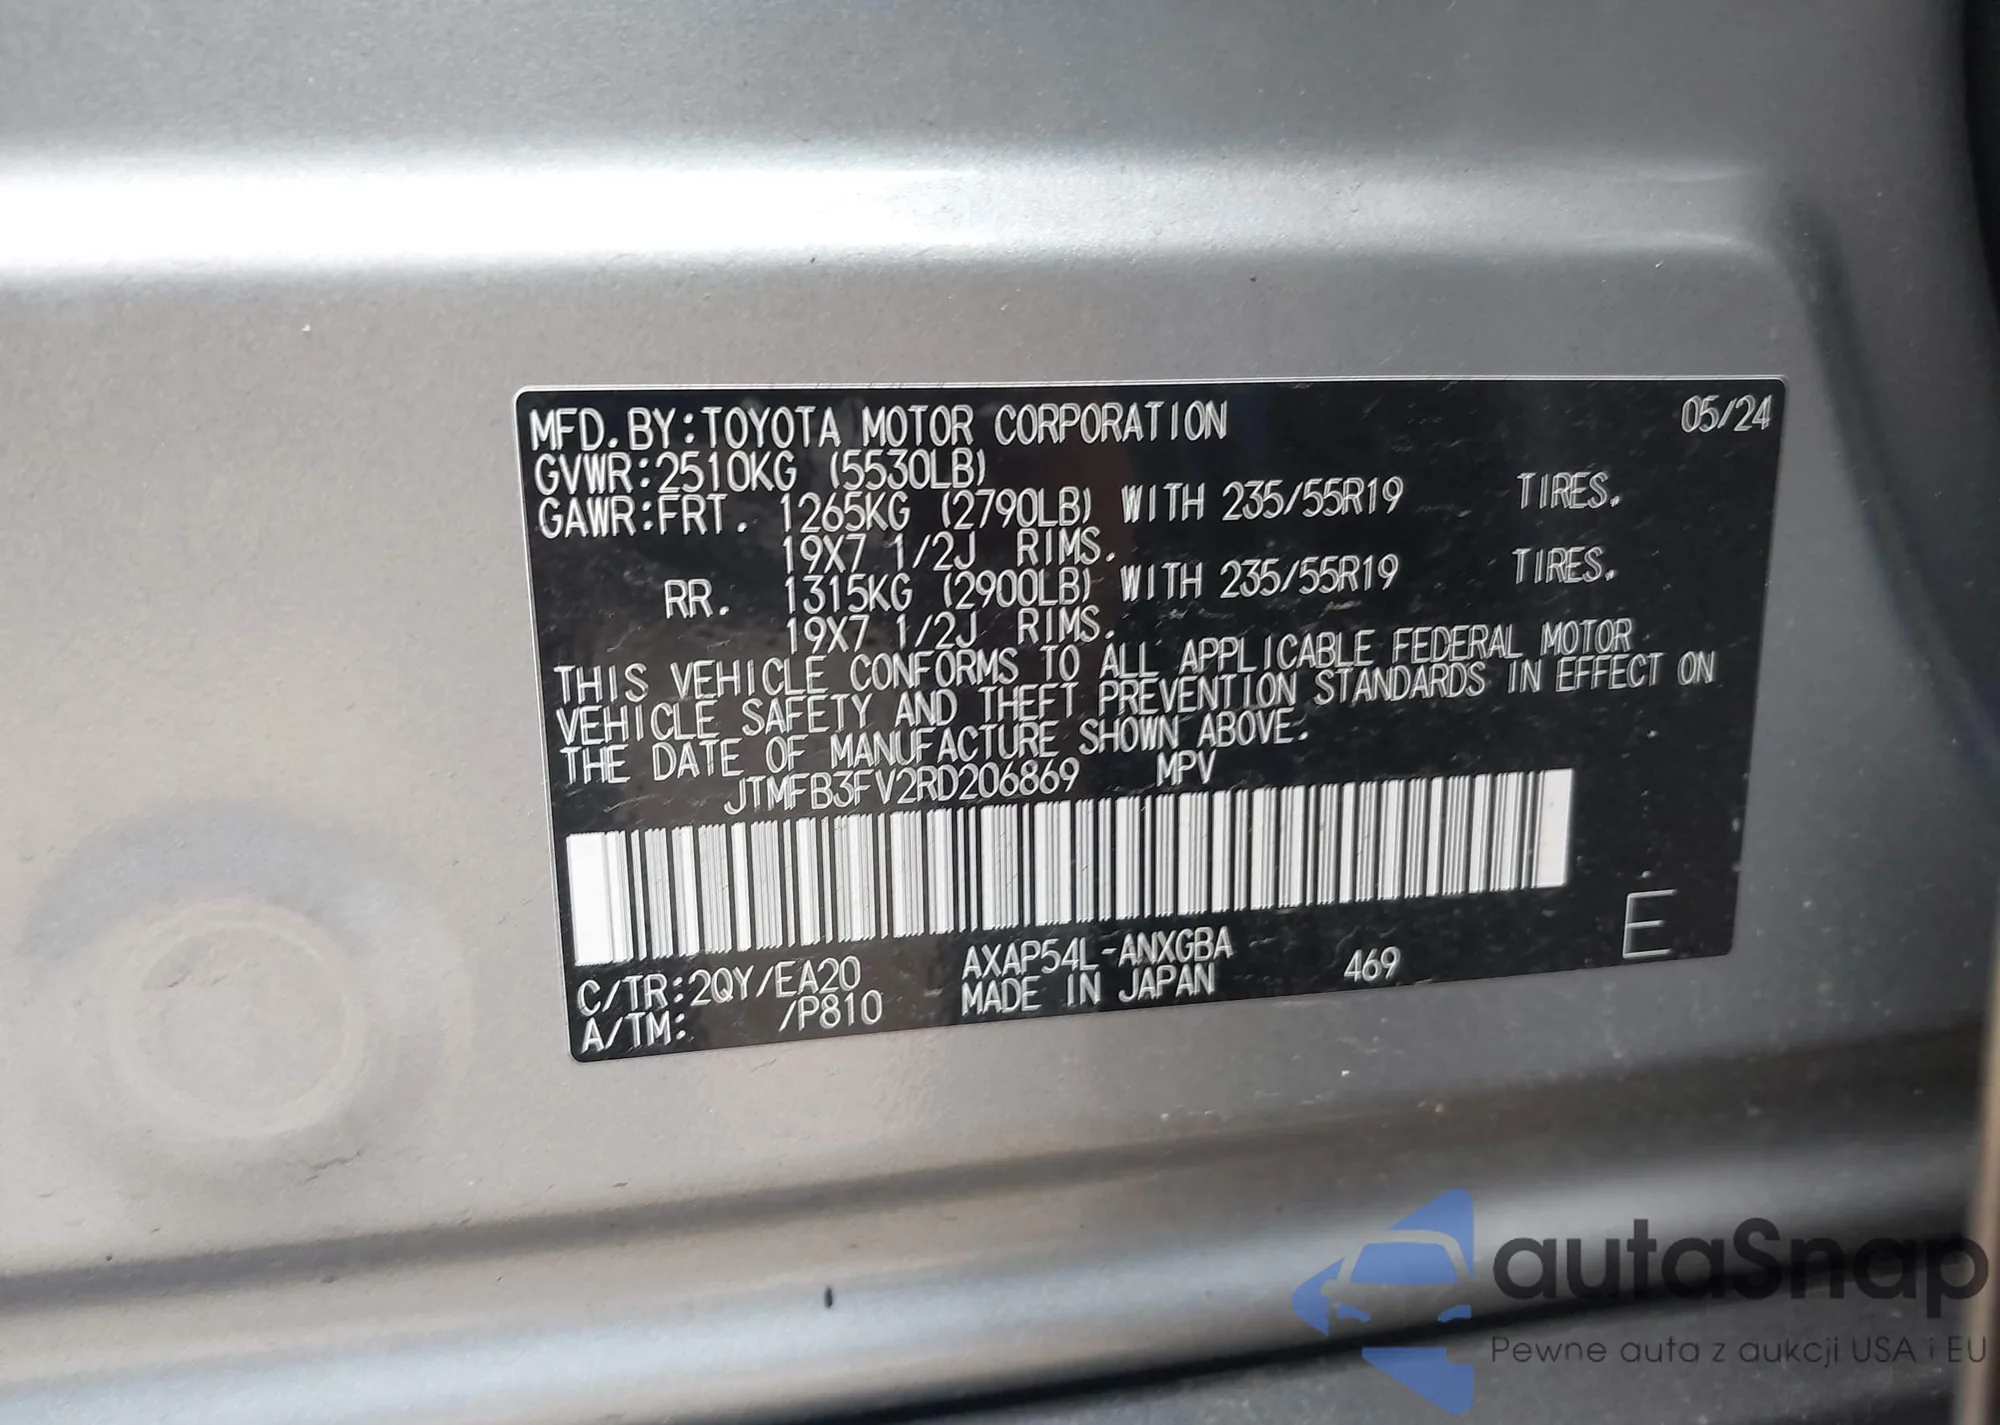 MFD.BY:TOYOTA MOTOR CORPORATION 05/24
GVWR:2510KG (5530LB)
GAWR:FRT. 1265KG (2790LB) WITH 235/55R19 TIRES.
19X7 1/2J RIMS.
RR. 1315KG (2900LB) WITH 235/55R19 TIRES.
19X7 1/2J RIMS.
THIS VEHICLE CONFORMS TO ALL APPLICABLE FEDERAL MOTOR
VEHICLE SAFETY AND THEFT PREVENTION STANDARDS IN EFFECT ON
THE DATE OF MANUFACTURE SHOWN ABOVE.
JTMFB3FV2RD206869 MPV
E
C/TR:2QY/EA20 AXAP54L-ANXGBA 469
A/TM: /P810 MADE IN JAPAN
autaSnap
Pewne auta z aukcji USA i EU